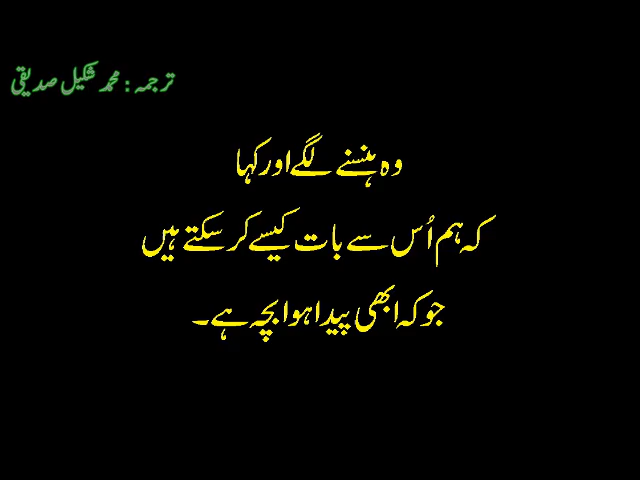 ترجمہ : محمد شکیل صدیقی
وہ ہنسنے لگے اور کہا
کہ ہم اُس سے بات کیسے کر سکتے ہیں
جو کہ ابھی پیدا ہوا بچہ ہے۔